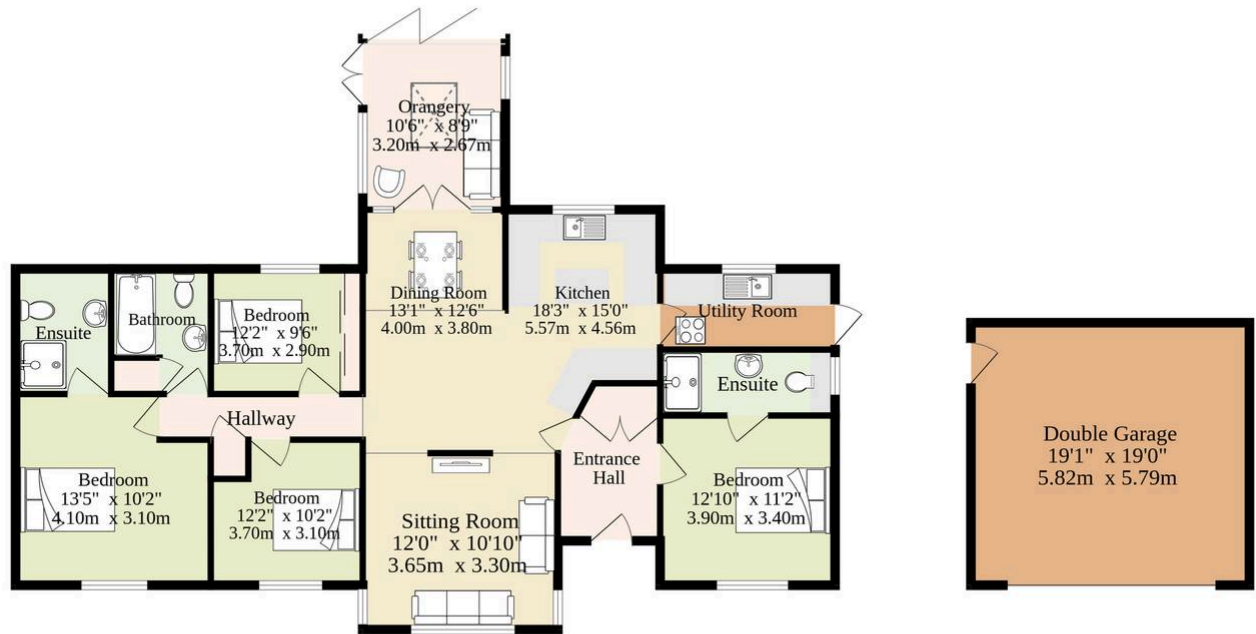 Orangery
10'6" x 8'9"
3.20m x 2.67m
Dining Room
13'1" x 12'6"
4.00m x 3.80m
Kitchen
18'3" x 15'0"
5.57m x 4.56m
Utility Room
Ensuite
Bathroom
Bedroom
12'2" x 9'6"
3.70m x 2.90m
Hallway
Ensuite
Entrance
Hall
Bedroom
13'5" x 10'2"
4.10m x 3.10m
Bedroom
12'2" x 10'2"
3.70m x 3.10m
Sitting Room
12'0" x 10'10"
3.65m x 3.30m
Bedroom
12'10" x 11'2"
3.90m x 3.40m
Double Garage
19'1" x 19'0"
5.82m x 5.79m